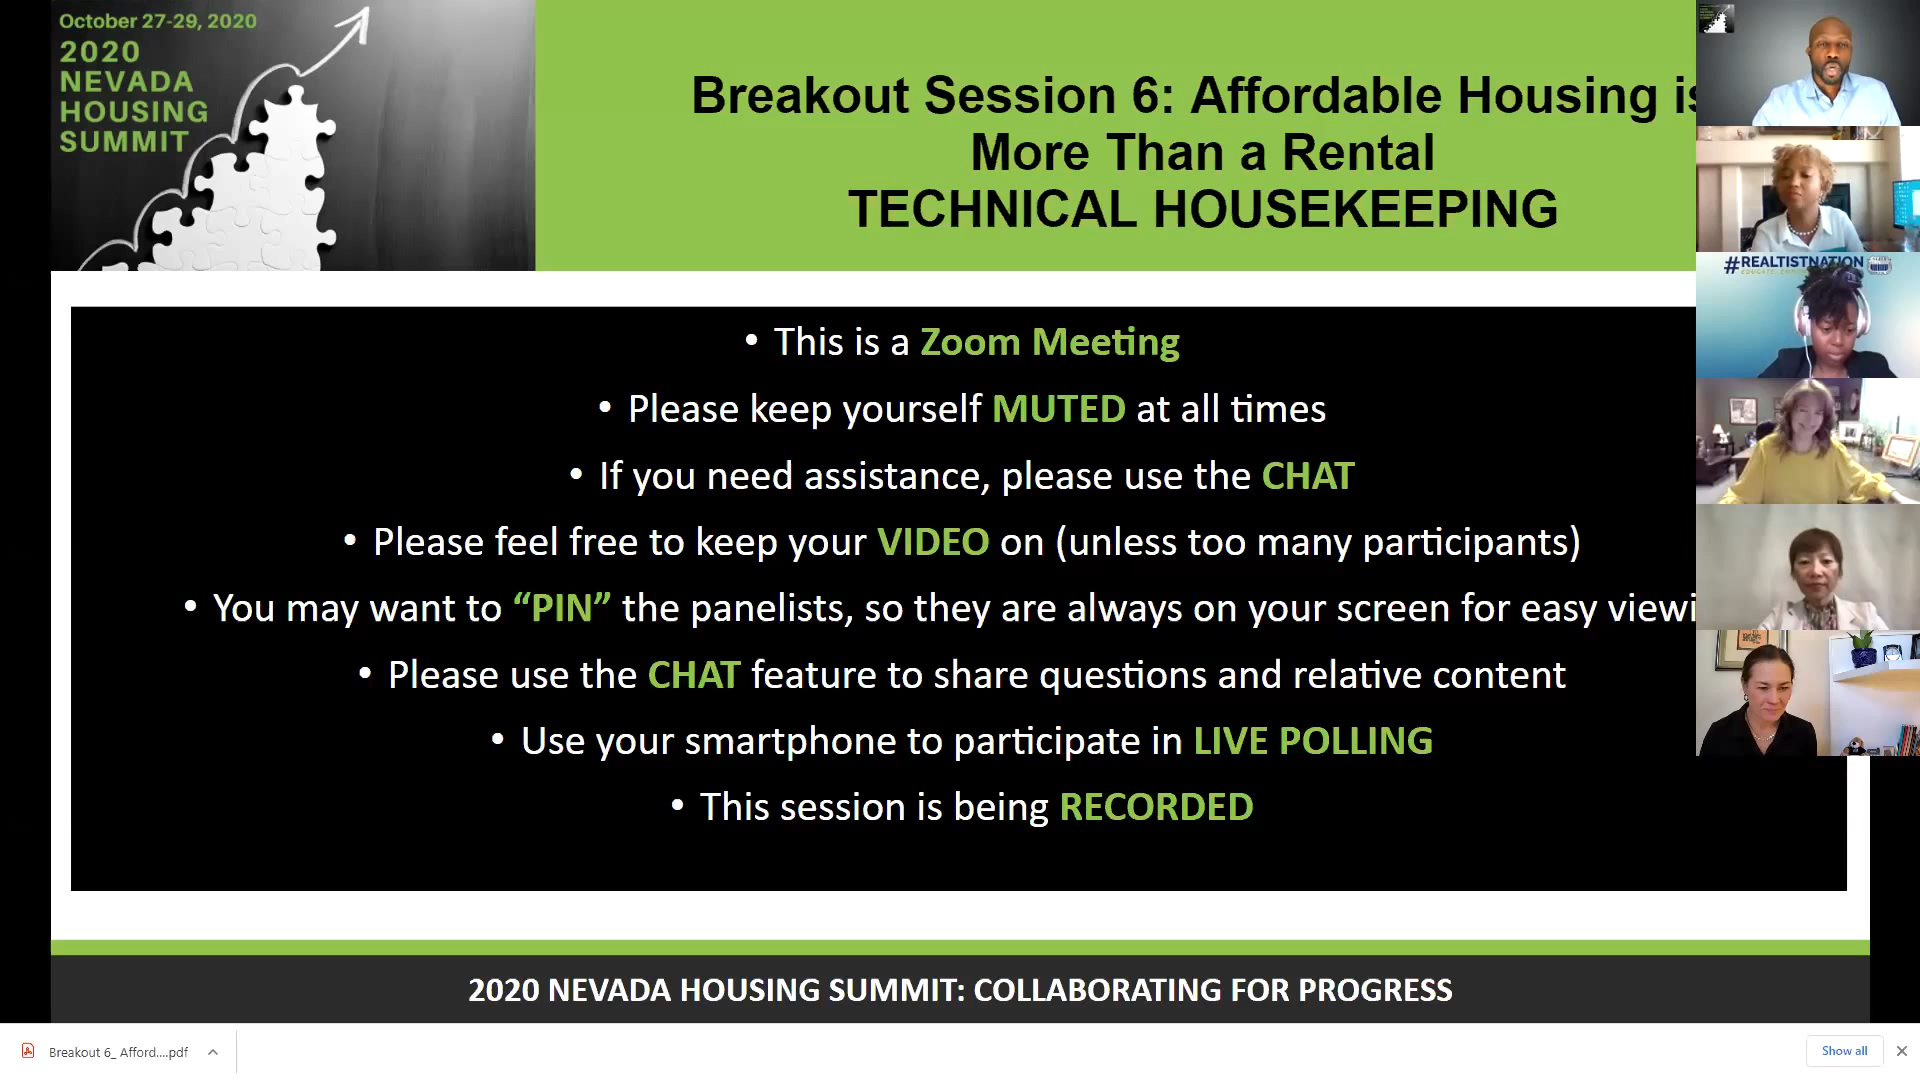 October 27-29, 2020
2020
NEVADA
HOUSING
SUMMIT
Breakout Session 6: Affordable Housing is
More Than a Rental
TECHNICAL HOUSEKEEPING
• This is a Zoom Meeting
• Please keep yourself MUTED at all times
• If you need assistance, please use the CHAT
• Please feel free to keep your VIDEO on (unless too many participants)
• You may want to “PIN” the panelists, so they are always on your screen for easy viewi
• Please use the CHAT feature to share questions and relative content
• Use your smartphone to participate in LIVE POLLING
• This session is being RECORDED
2020 NEVADA HOUSING SUMMIT: COLLABORATING FOR PROGRESS
#REALTISTNATION
Breakout 6_ Afford....pdf
Show all